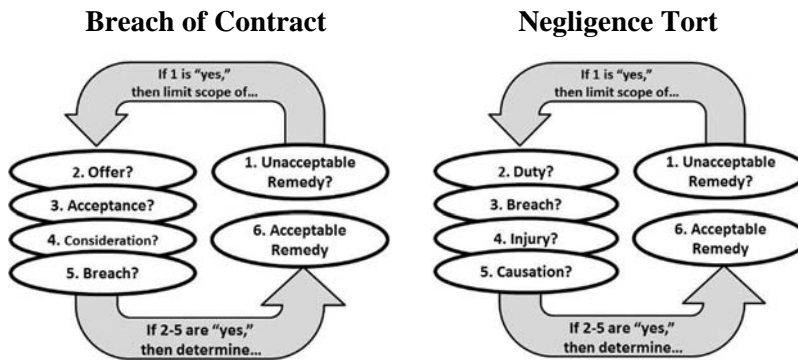 Breach of Contract
If 1 is “yes,”
then limit scope of…
2. Offer?
3. Acceptance?
4. Consideration?
5. Breach?
1. Unacceptable
Remedy?
6. Acceptable
Remedy
If 2-5 are “yes,”
then determine…
Negligence Tort
If 1 is “yes,”
then limit scope of…
2. Duty?
3. Breach?
4. Injury?
5. Causation?
1. Unacceptable
Remedy?
6. Acceptable
Remedy
If 2-5 are “yes,”
then determine…